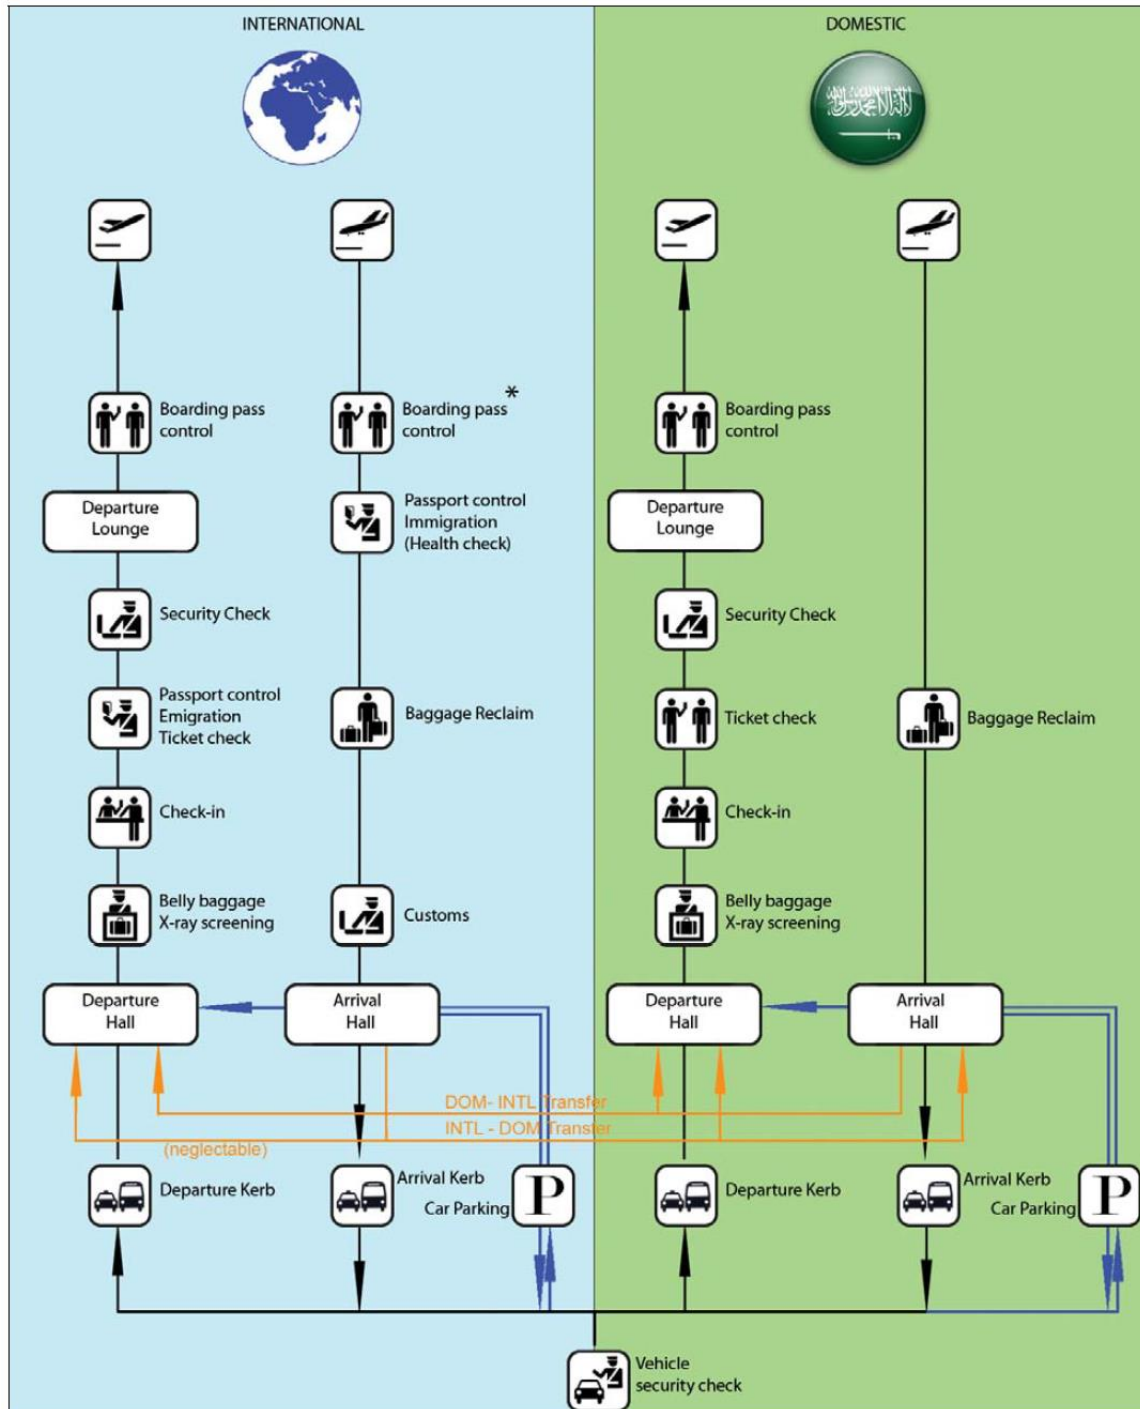 INTERNATIONAL
DOMESTIC
Boarding pass
control
Boarding pass*
control
Boarding pass
control
Departure
Lounge
Passport control
Immigration
(Health check)
Departure
Lounge
Security Check
Security Check
Passport control
Emigration
Ticket check
Baggage Reclaim
Ticket check
Baggage Reclaim
Check-in
Check-in
Belly baggage
X-ray screening
Customs
Belly baggage
X-ray screening
Departure
Hall
Arrival
Hall
Departure
Hall
Arrival
Hall
DOM- INTL Transfer
INTL - DOM Transfer
(neglectable)
Departure Kerb
Arrival Kerb
Car Parking
P
Departure Kerb
Arrival Kerb
Car Parking
P
Vehicle
security check